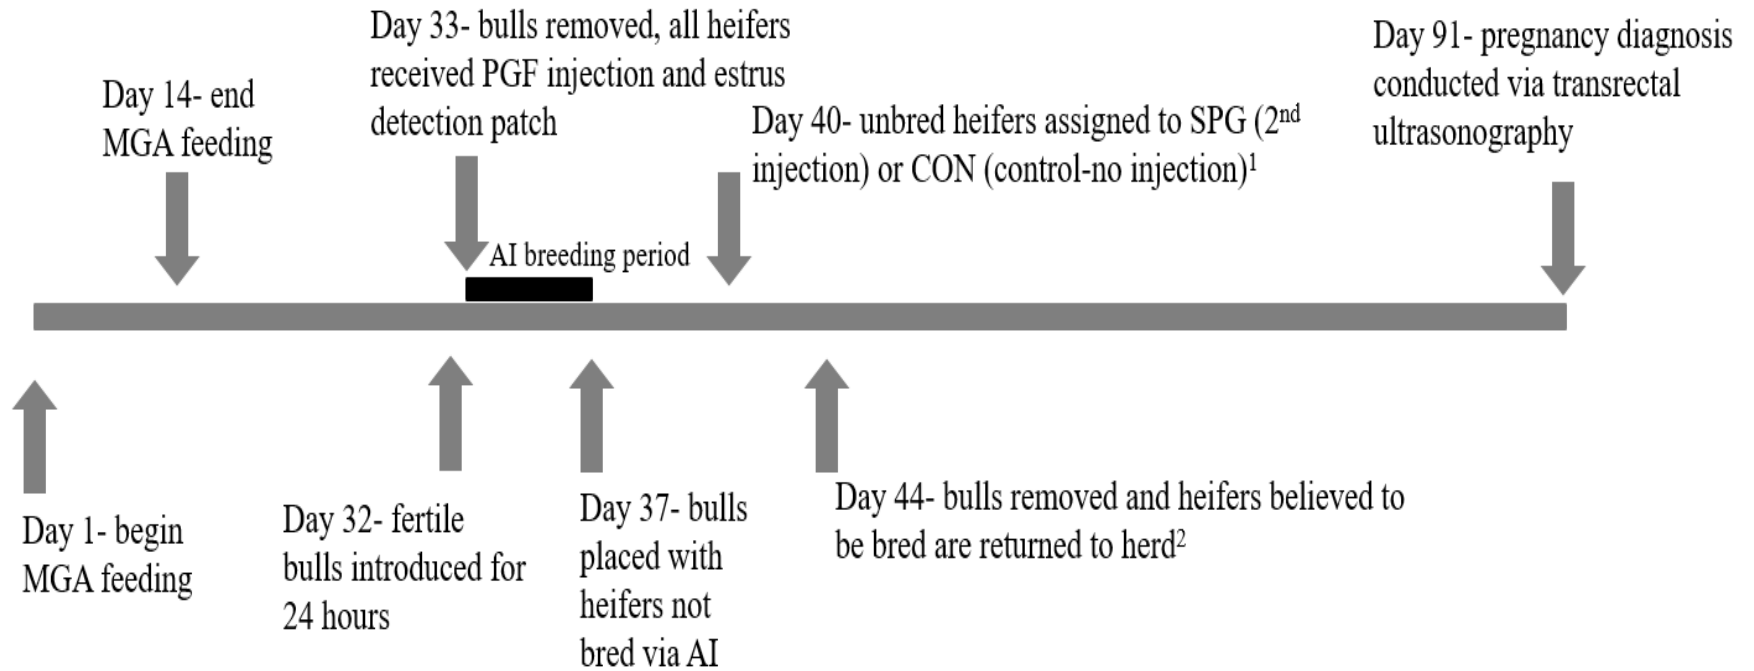 Day 14- end
MGA feeding
Day 33- bulls removed, all heifers
received PGF injection and estrus
detection patch
Day 40- unbred heifers assigned to SPG (2nd
injection) or CON (control-no injection)1
Day 91- pregnancy diagnosis
conducted via transrectal
ultrasonography
AI breeding period
Day 1- begin
MGA feeding
Day 32- fertile
bulls introduced for
24 hours
Day 37- bulls
placed with
heifers not
bred via AI
Day 44- bulls removed and heifers believed to
be bred are returned to herd2